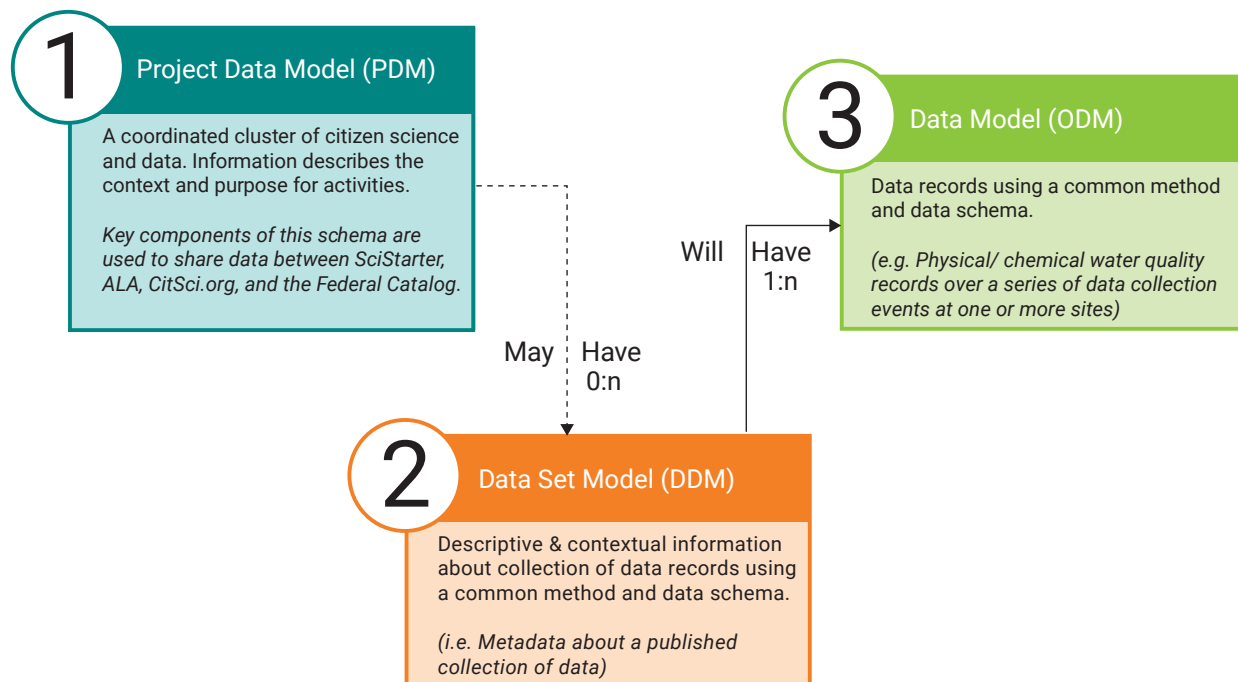 1
Project Data Model (PDM)
A coordinated cluster of citizen science
and data. Information describes the
context and purpose for activities.
Key components of this schema are
used to share data between SciStarter,
ALA, CitSci.org, and the Federal Catalog.
May Have
0:n
2
Data Set Model (DDM)
Descriptive & contextual information
about collection of data records using
a common method and data schema.
(i.e. Metadata about a published
collection of data)
Will Have
1:n
3
Data Model (ODM)
Data records using a common method
and data schema.
(e.g. Physical/ chemical water quality
records over a series of data collection
events at one or more sites)